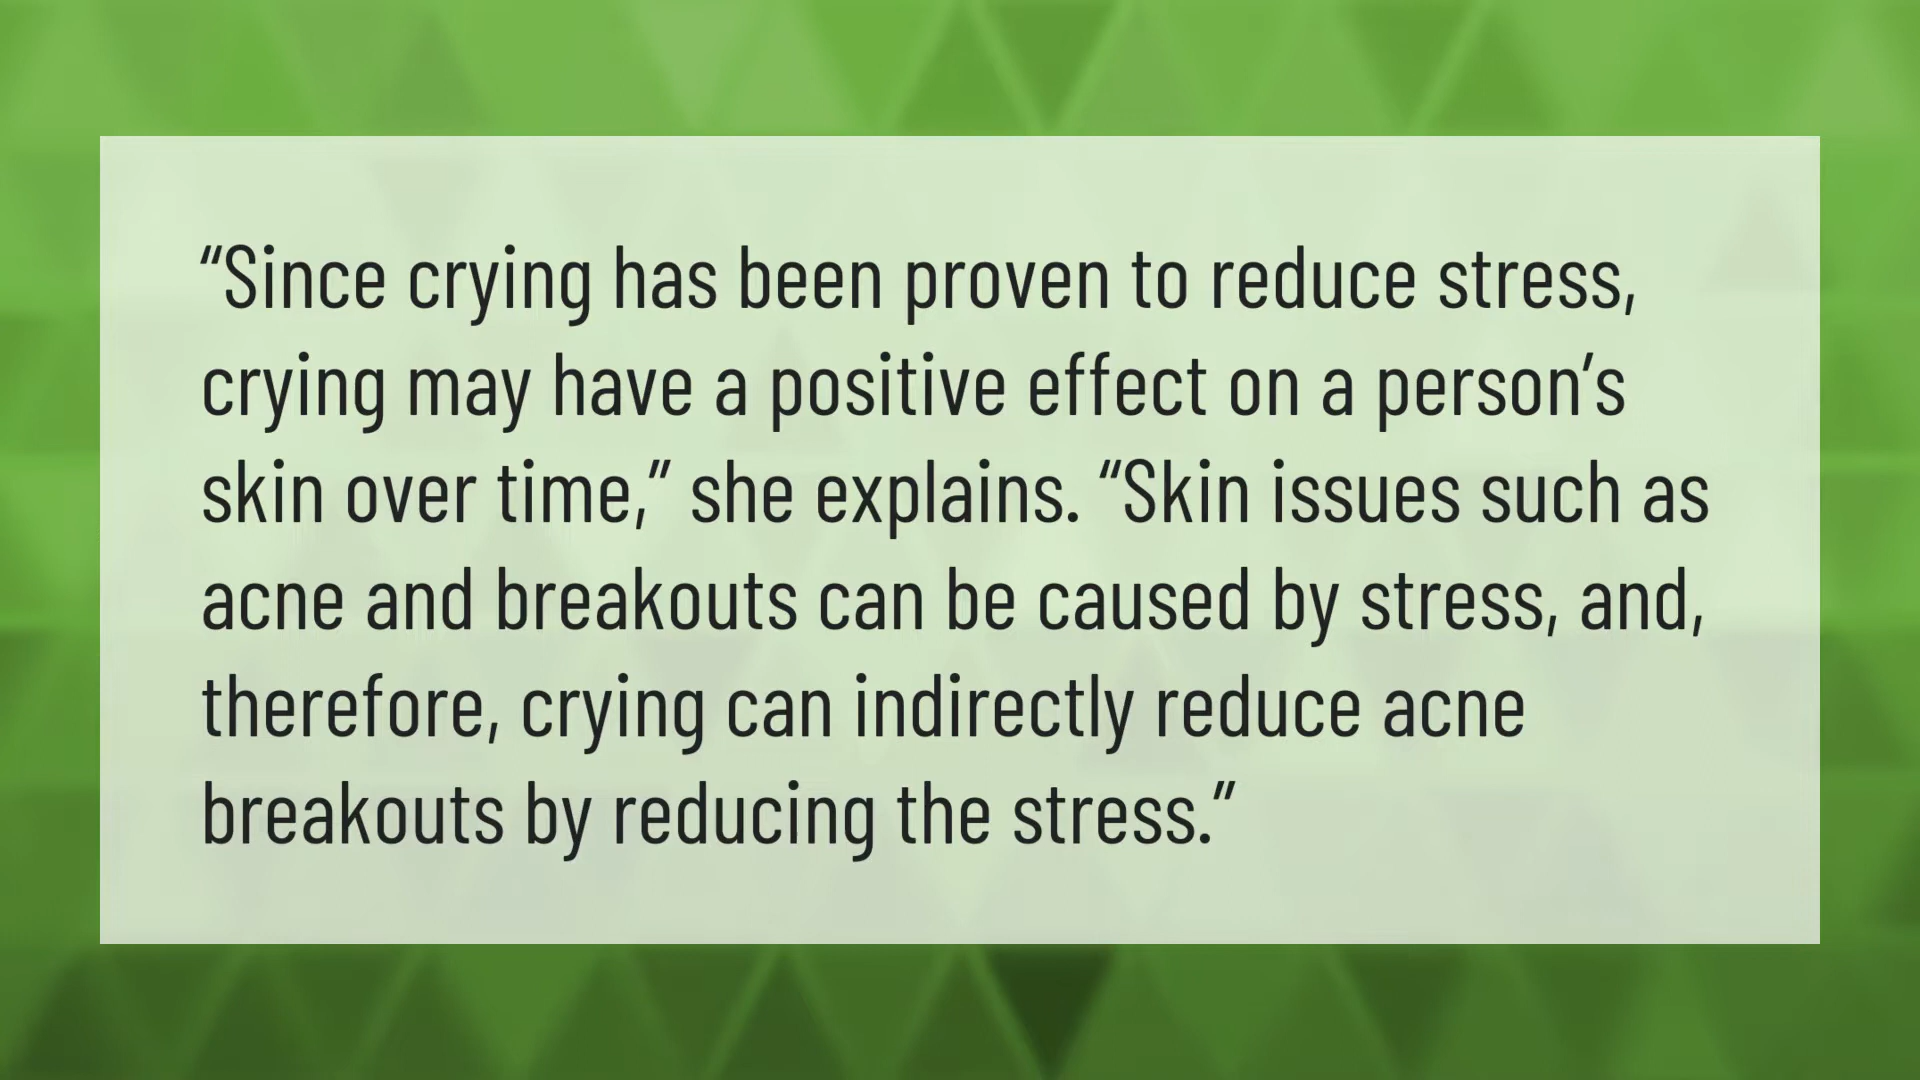 “Since crying has been proven to reduce stress,
crying may have a positive effect on a person’s
skin over time,” she explains. “Skin issues such as
acne and breakouts can be caused by stress, and,
therefore, crying can indirectly reduce acne
breakouts by reducing the stress.”